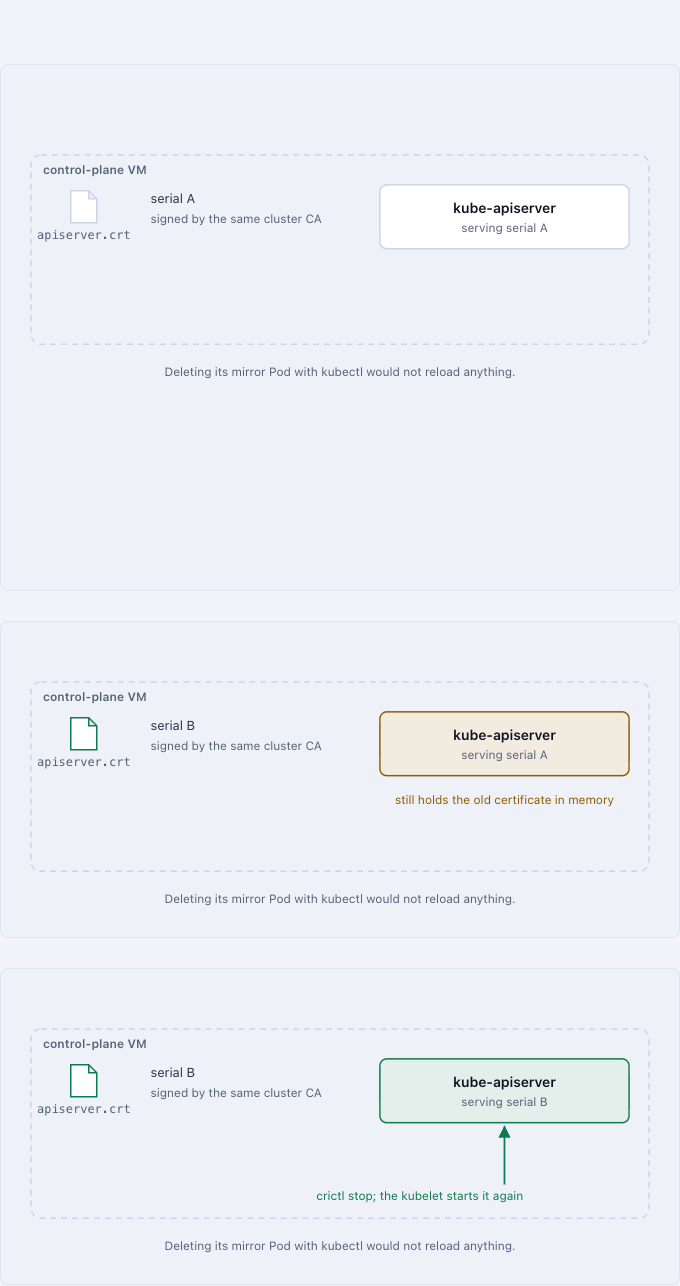 control-plane VM
serial A
signed by the same cluster CA
apiserver.crt
kube-apiserver
serving serial A
Deleting its mirror Pod with kubectl would not reload anything.
control-plane VM
serial B
signed by the same cluster CA
apiserver.crt
kube-apiserver
serving serial A
still holds the old certificate in memory
Deleting its mirror Pod with kubectl would not reload anything.
control-plane VM
serial B
signed by the same cluster CA
apiserver.crt
kube-apiserver
serving serial B
crictl stop; the kubelet starts it again
Deleting its mirror Pod with kubectl would not reload anything.